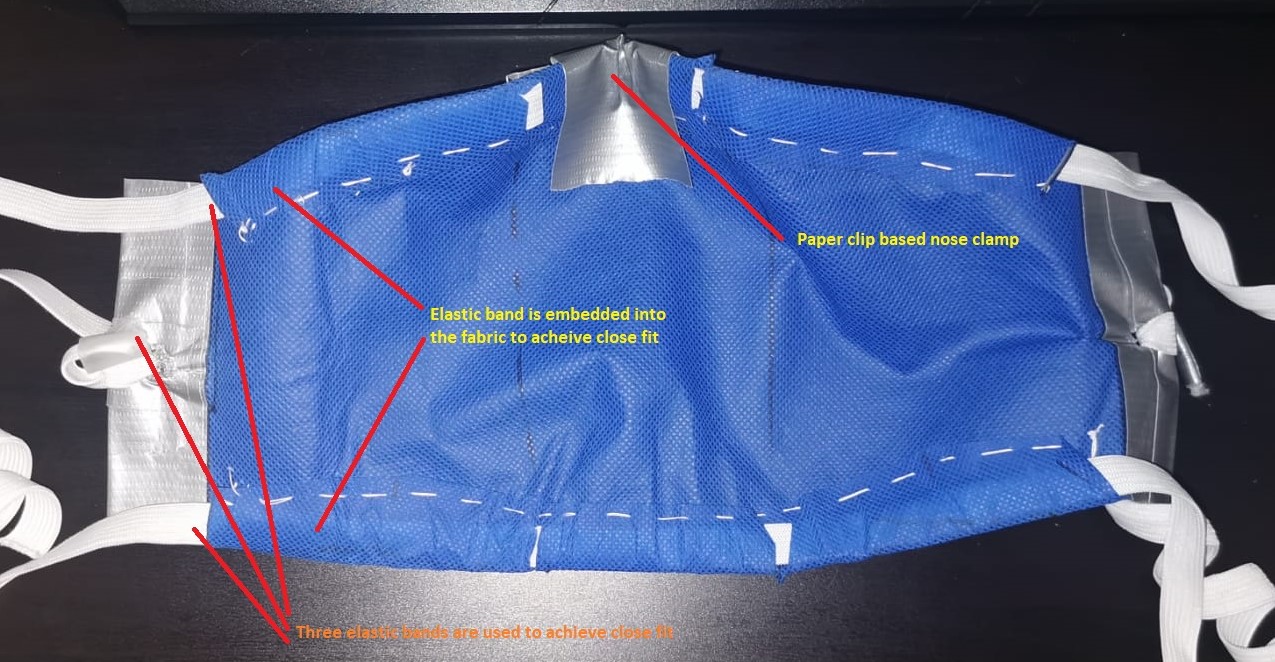 Paper clip based nose clamp
Elastic band is embedded into
the fabric to acheive close fit
Three elastic bands are used to achieve close fit